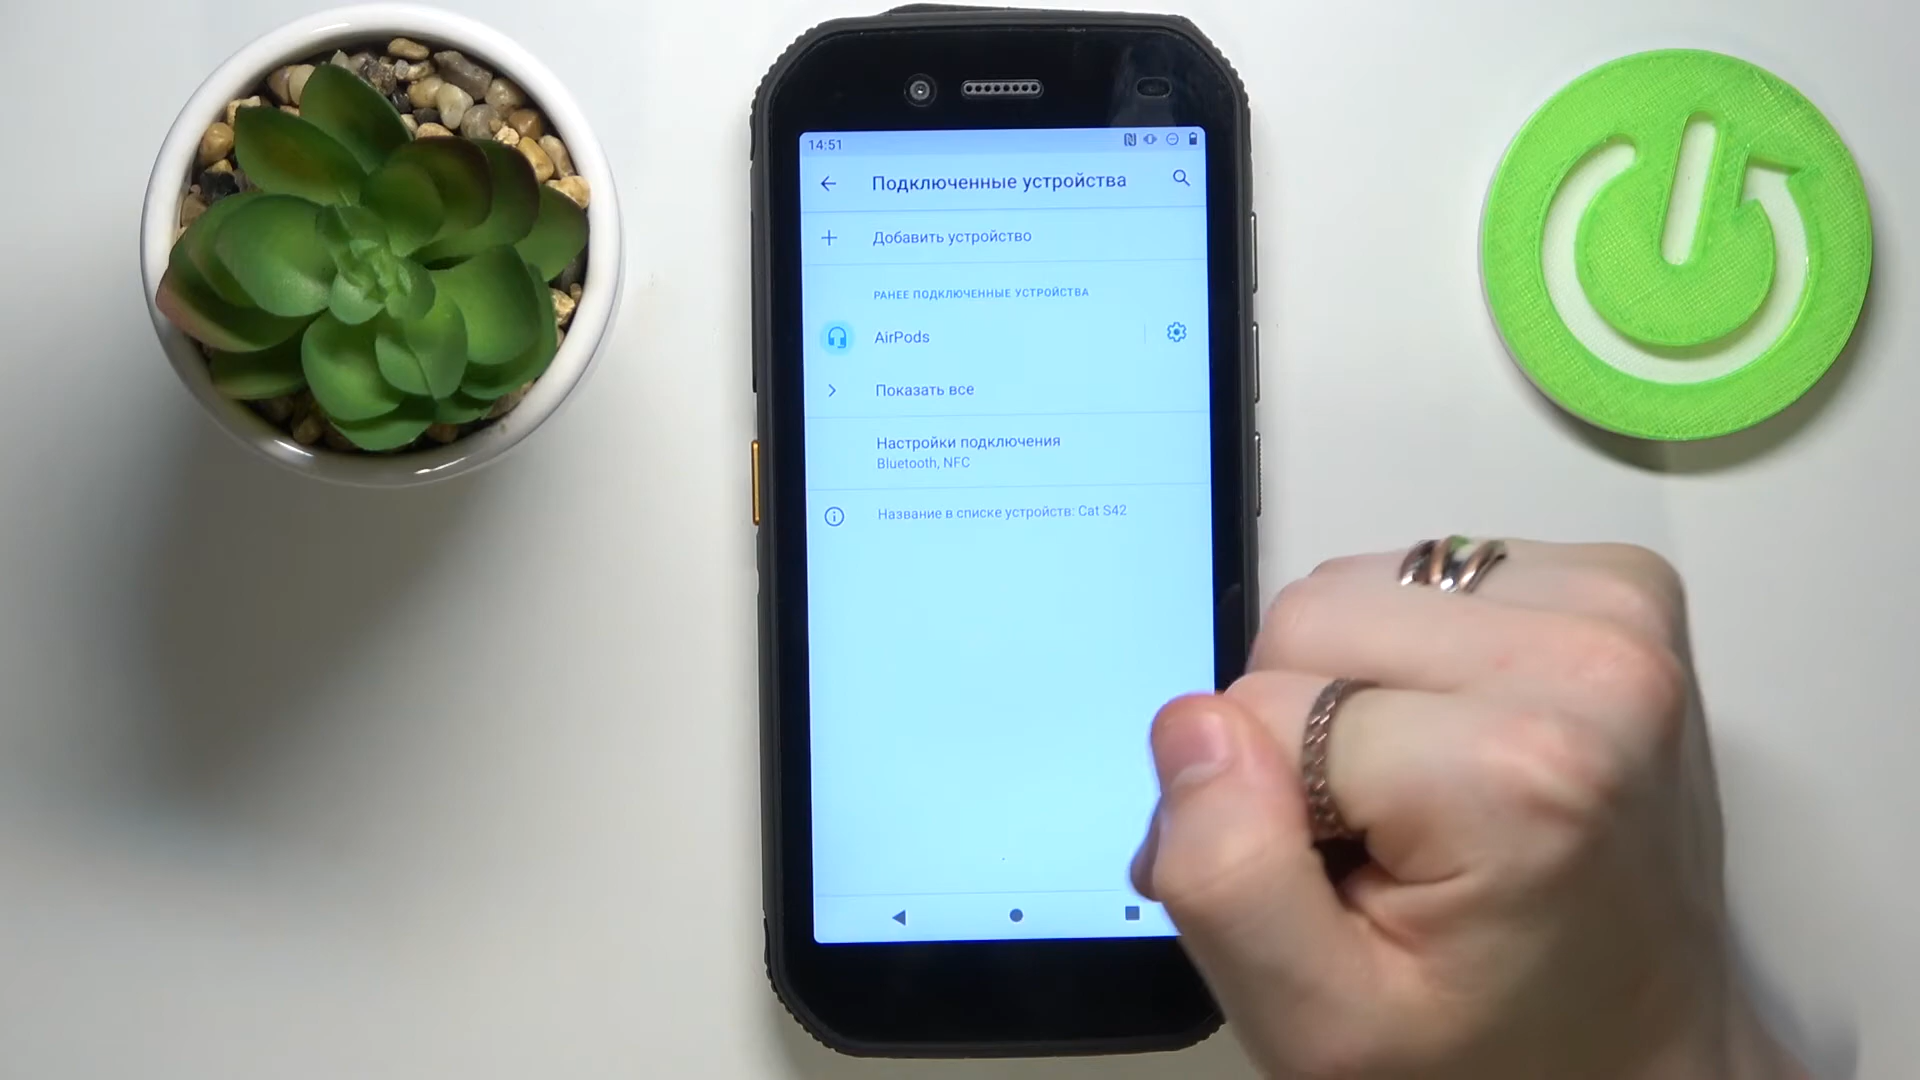 14:51
Подключенные устройства
Добавить устройство
РАНЕЕ ПОДКЛЮЧЕННЫЕ УСТРОЙСТВА
AirPods
Показать все
Настройки подключения
Bluetooth, NFC
Название в списке устройств: Cat S42